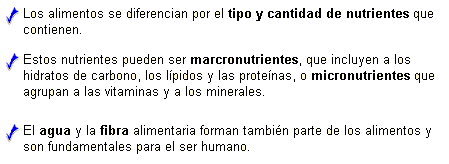 Los alimentos se diferencian por el tipo y cantidad de nutrientes que
contienen.
Estos nutrientes pueden ser marcronutrientes, que incluyen a los
hidratos de carbono, los lípidos y las proteínas, o micronutrientes que
agrupan a las vitaminas y a los minerales.
El agua y la fibra alimentaria forman también parte de los alimentos y
son fundamentales para el ser humano.